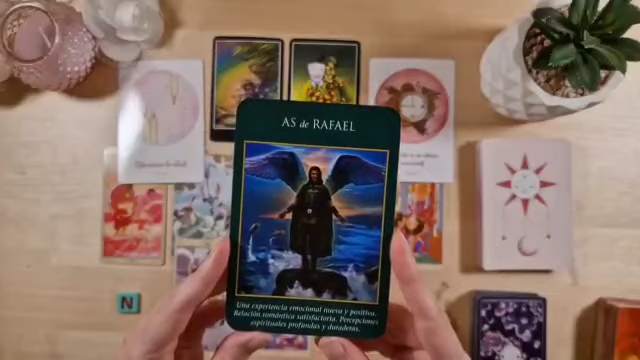 AS de RAFAEL
Una experiencia emocional nueva y positiva.
Relación romántica satisfactoria. Percepciones
espirituales profundas y duraderas.
N